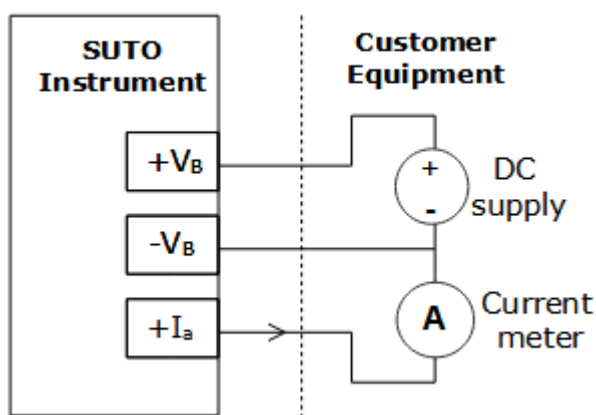 SUTO
Instrument
Customer
Equipment
+VB
+
-
DC
supply
-VB
+Ia
A
Current
meter